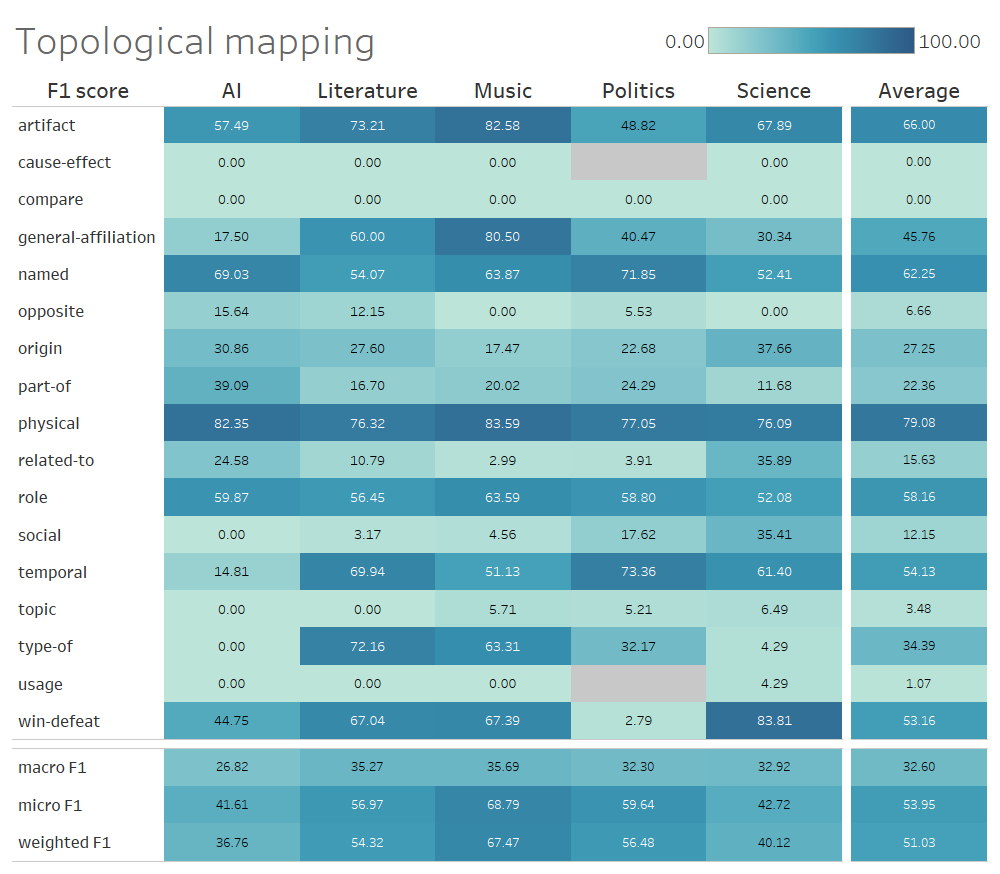 Topological mapping
0.00 100.00
F1 score AI Literature Music Politics Science Average
artifact 57.49 73.21 82.58 48.82 67.89 66.00
cause-effect 0.00 0.00 0.00 0.00 0.00
compare 0.00 0.00 0.00 0.00 0.00 0.00
general-affiliation 17.50 60.00 80.50 40.47 30.34 45.76
named 69.03 54.07 63.87 71.85 52.41 62.25
opposite 15.64 12.15 0.00 5.53 0.00 6.66
origin 30.86 27.60 17.47 22.68 37.66 27.25
part-of 39.09 16.70 20.02 24.29 11.68 22.36
physical 82.35 76.32 83.59 77.05 76.09 79.08
related-to 24.58 10.79 2.99 3.91 35.89 15.63
role 59.87 56.45 63.59 58.80 52.08 58.16
social 0.00 3.17 4.56 17.62 35.41 12.15
temporal 14.81 69.94 51.13 73.36 61.40 54.13
topic 0.00 0.00 5.71 5.21 6.49 3.48
type-of 0.00 72.16 63.31 32.17 4.29 34.39
usage 0.00 0.00 0.00 4.29 1.07
win-defeat 44.75 67.04 67.39 2.79 83.81 53.16
macro F1 26.82 35.27 35.69 32.30 32.92 32.60
micro F1 41.61 56.97 68.79 59.64 42.72 53.95
weighted F1 36.76 54.32 67.47 56.48 40.12 51.03